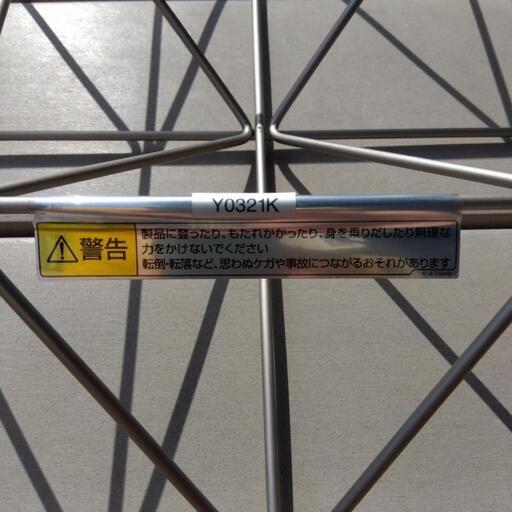 Y0321K
警告
製品に登ったり、もたれかかったり、身を乗りだしたり無理な
力をかけないでください
転倒・転落など、思わぬケガや事故につながるおそれがあります